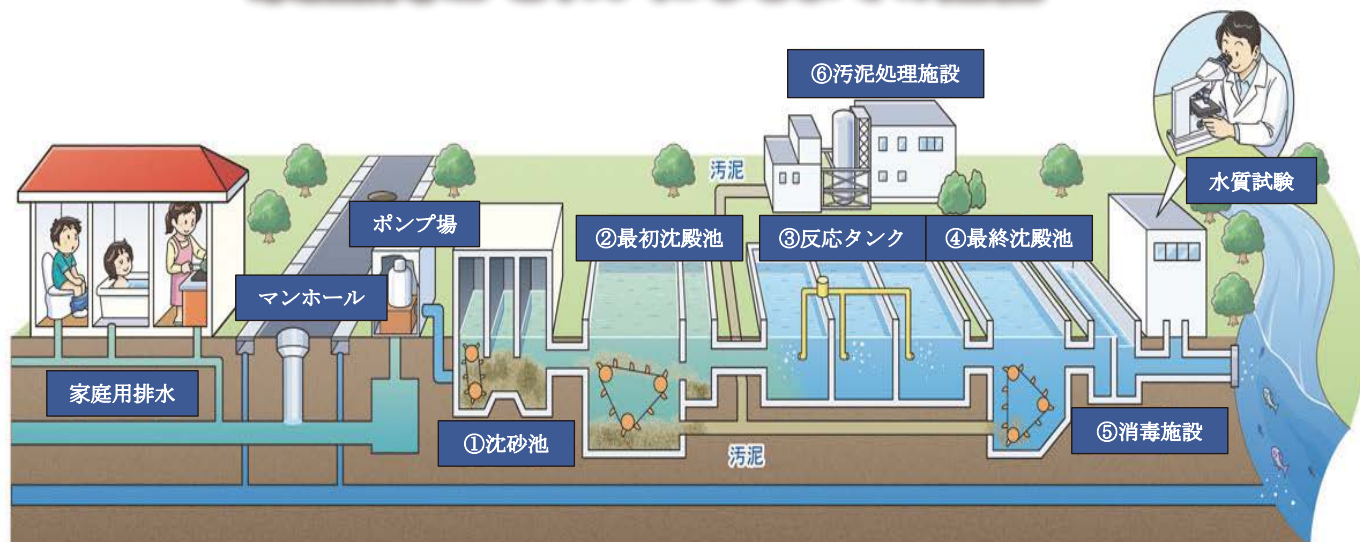 ⑥汚泥処理施設
汚泥
水質試験
ポンプ場
②最初沈殿池
③反応タンク
④最終沈殿池
マンホール
家庭用排水
①沈砂池
汚泥
⑤消毒施設